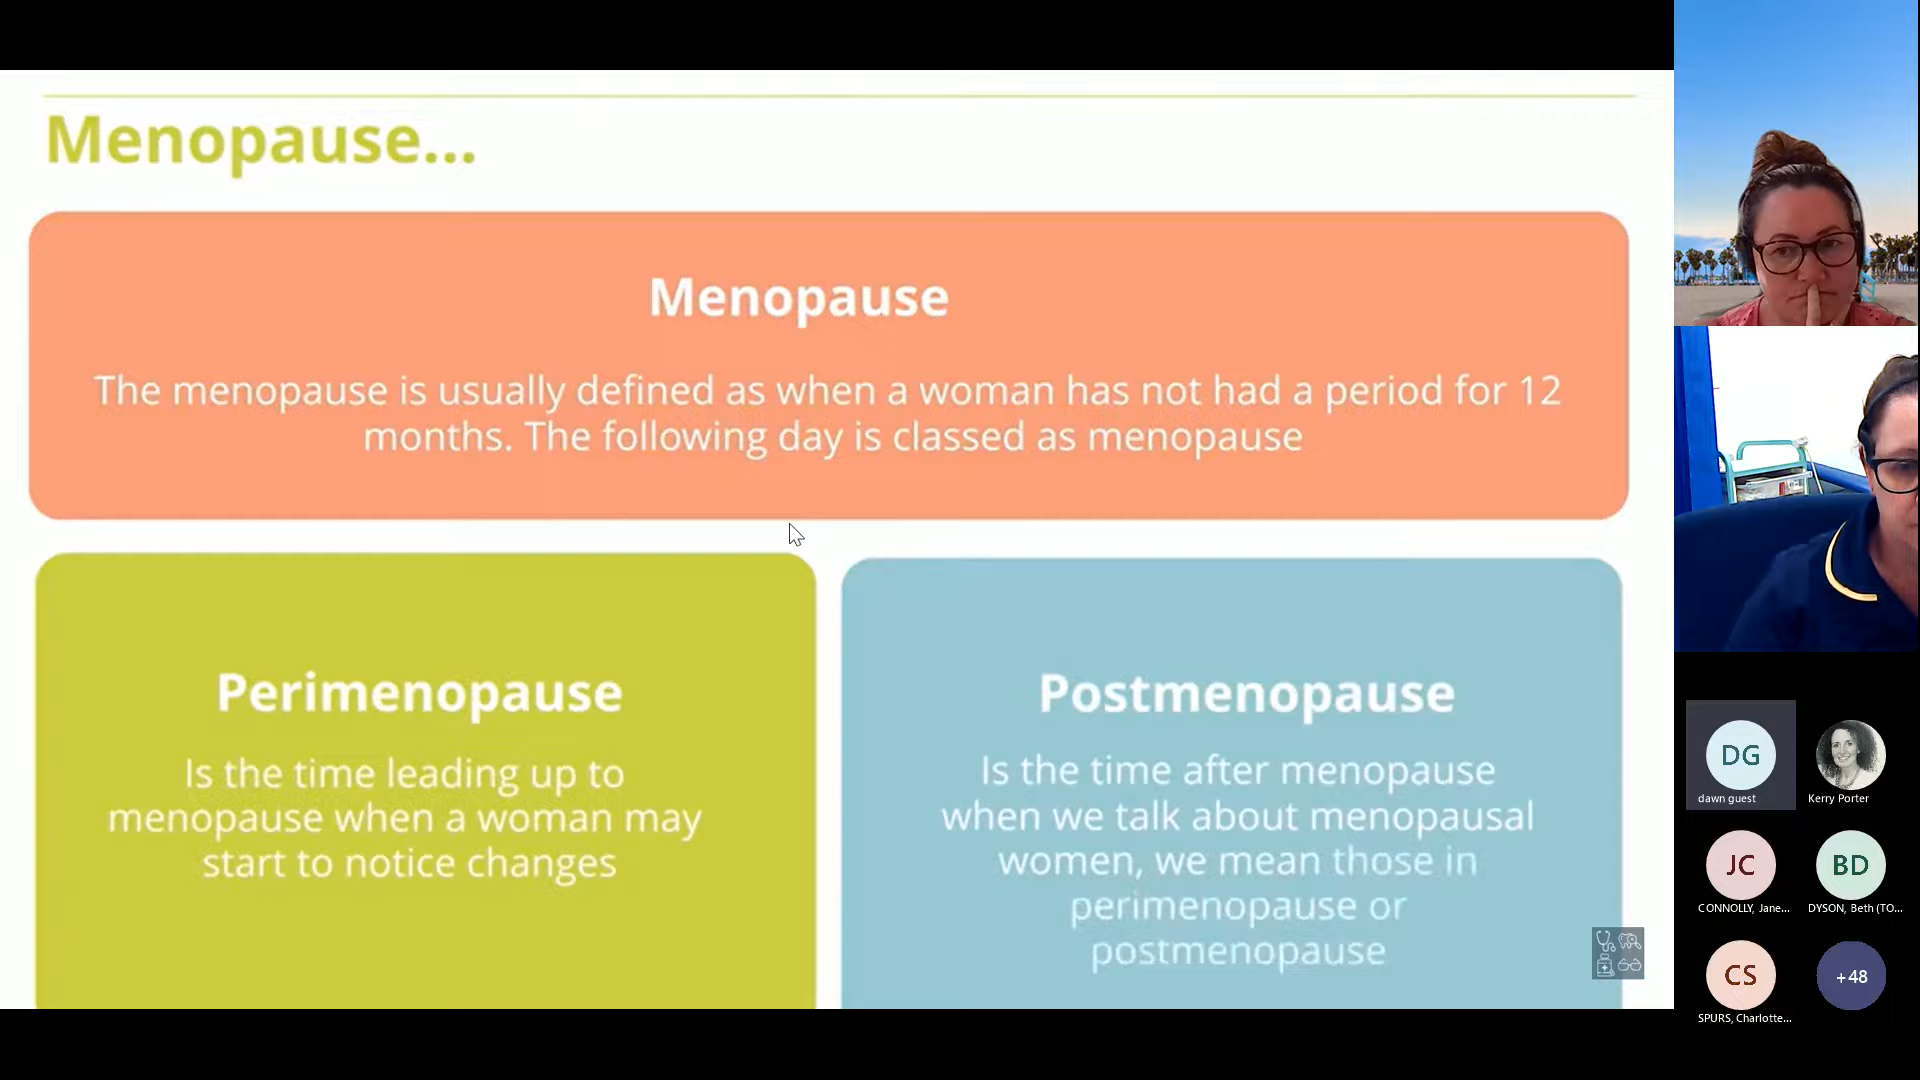 Menopause...
Menopause
The menopause is usually defined as when a woman has not had a period for 12
months. The following day is classed as menopause
Perimenopause
Is the time leading up to
menopause when a woman may
start to notice changes
Postmenopause
Is the time after menopause
when we talk about menopausal
women, we mean those in
perimenopause or
postmenopause
DG
dawn guest
Kerry Porter
JC
CONNOLLY, Jane...
BD
DYSON, Beth (TO...
CS
SPURS, Charlotte...
+48